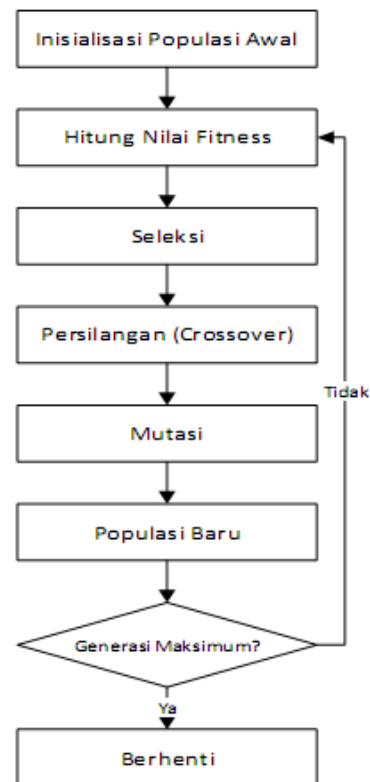 Inisialisasi Populasi Awal
Hitung Nilai Fitness
Seleksi
Persilangan (Crossover)
Tidak
Mutasi
Populasi Baru
Generasi Maksimum?
Ya
Berhenti